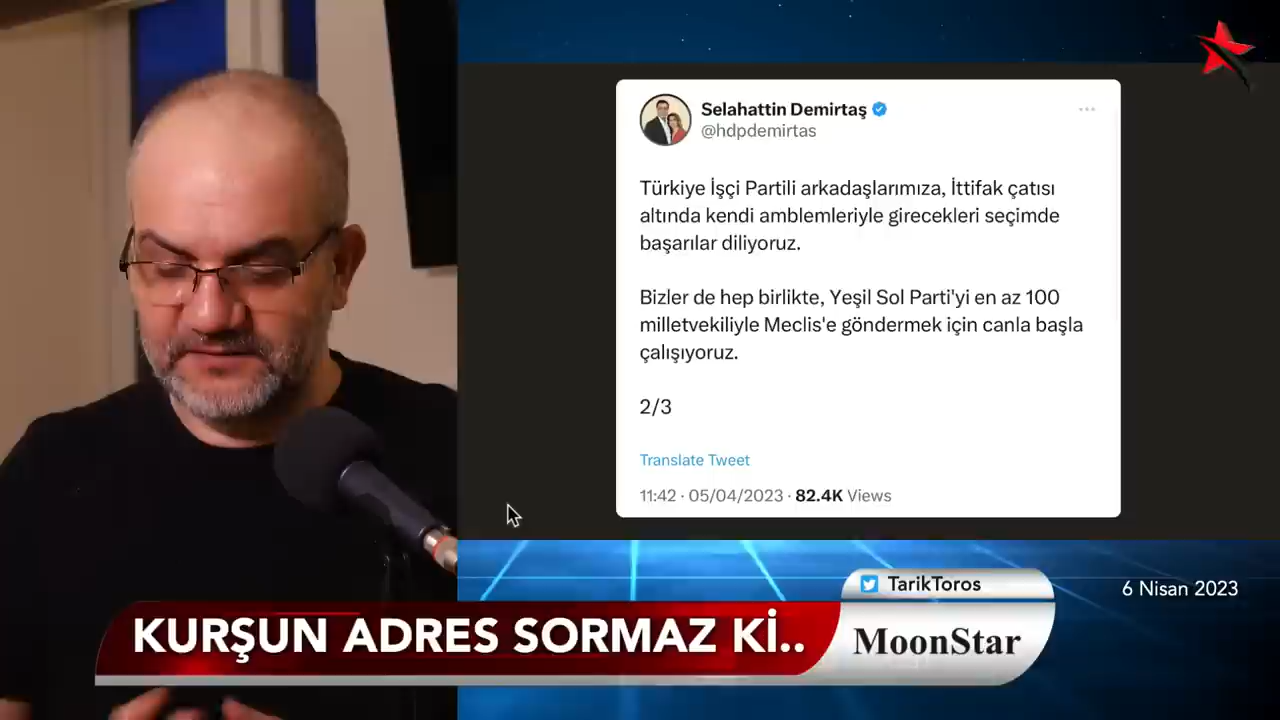 Selahattin Demirtaş
@hdpdemirtas
Türkiye İşçi Partili arkadaşlarımıza, İttifak çatısı
altında kendi amblemleriyle girecekleri seçimde
başarılar diliyoruz.
Bizler de hep birlikte, Yeşil Sol Parti'yi en az 100
milletvekiliyle Meclis'e göndermek için canla başla
çalışıyoruz.
2/3
Translate Tweet
11:42 · 05/04/2023 · 82.4K Views
TarikToros
6 Nisan 2023
KURŞUN ADRES SORMAZ Kİ..
MoonStar